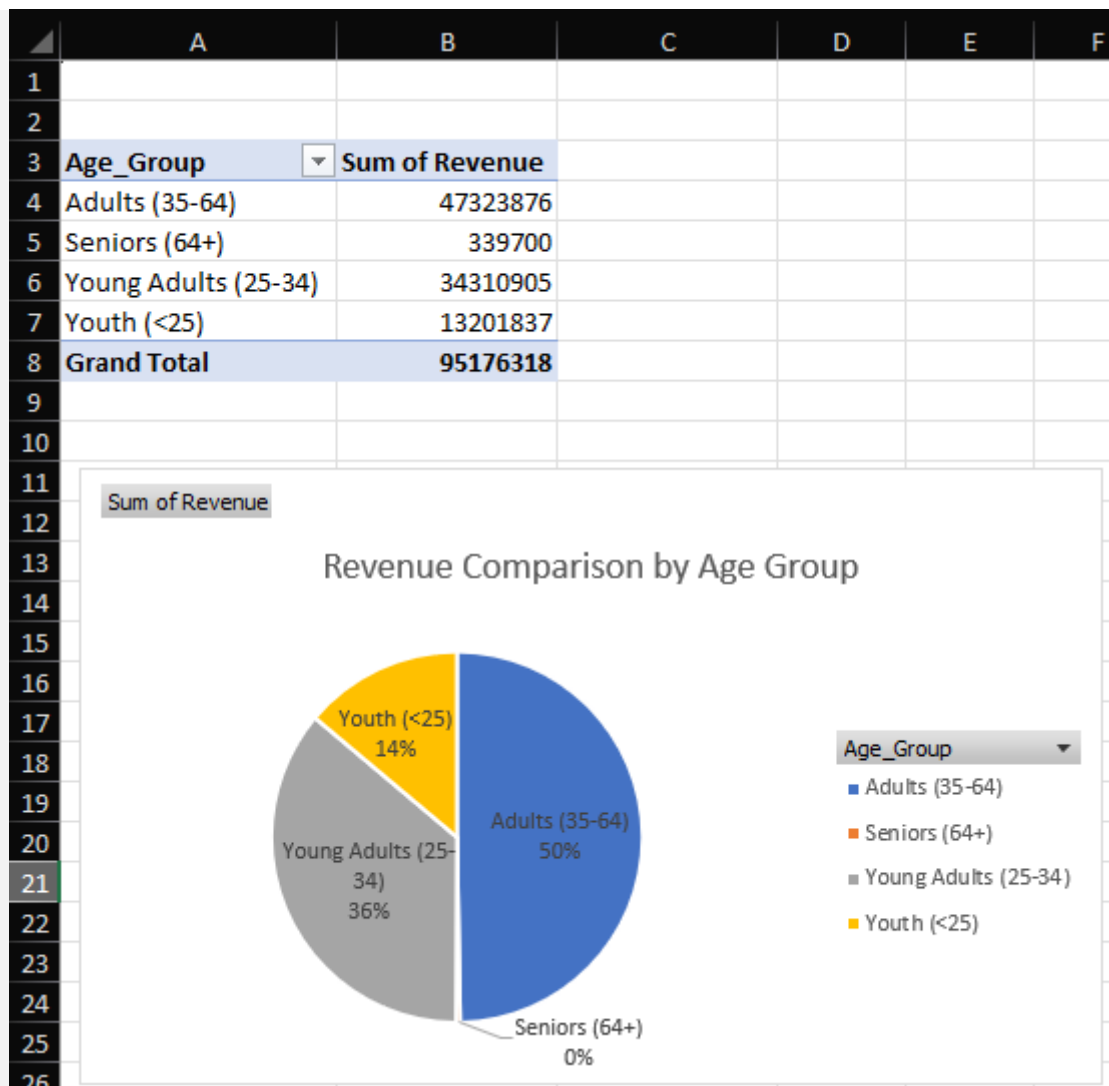 A B C D E F
1
2
3 Age_Group Sum of Revenue
4 Adults (35-64) 47323876
5 Seniors (64+) 339700
6 Young Adults (25-34) 34310905
7 Youth (<25) 13201837
8 Grand Total 95176318
9
10
11
12
13
14
15
16
17
18
19
20
21
22
23
24
25
26
Sum of Revenue
Revenue Comparison by Age Group
Youth (<25)
14%
Adults (35-64)
50%
Young Adults (25-
34)
36%
Seniors (64+)
0%
Age_Group
Adults (35-64)
Seniors (64+)
Young Adults (25-34)
Youth (<25)